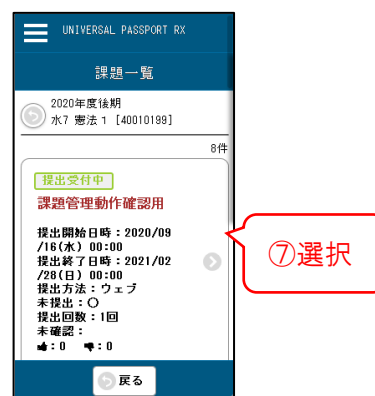 UNIVERSAL PASSPORT RX
課題一覧
2020年度後期
水7 憲法1 [40010199]
8件
提出受付中
課題管理動作確認用
提出開始日時：2020/09
/16(水) 00:00
提出終了日時：2021/02
/28(日) 00:00
提出方法：ウェブ
未提出：〇
提出回数：1回
未確認：
：0 ：0
戻る
⑦選択